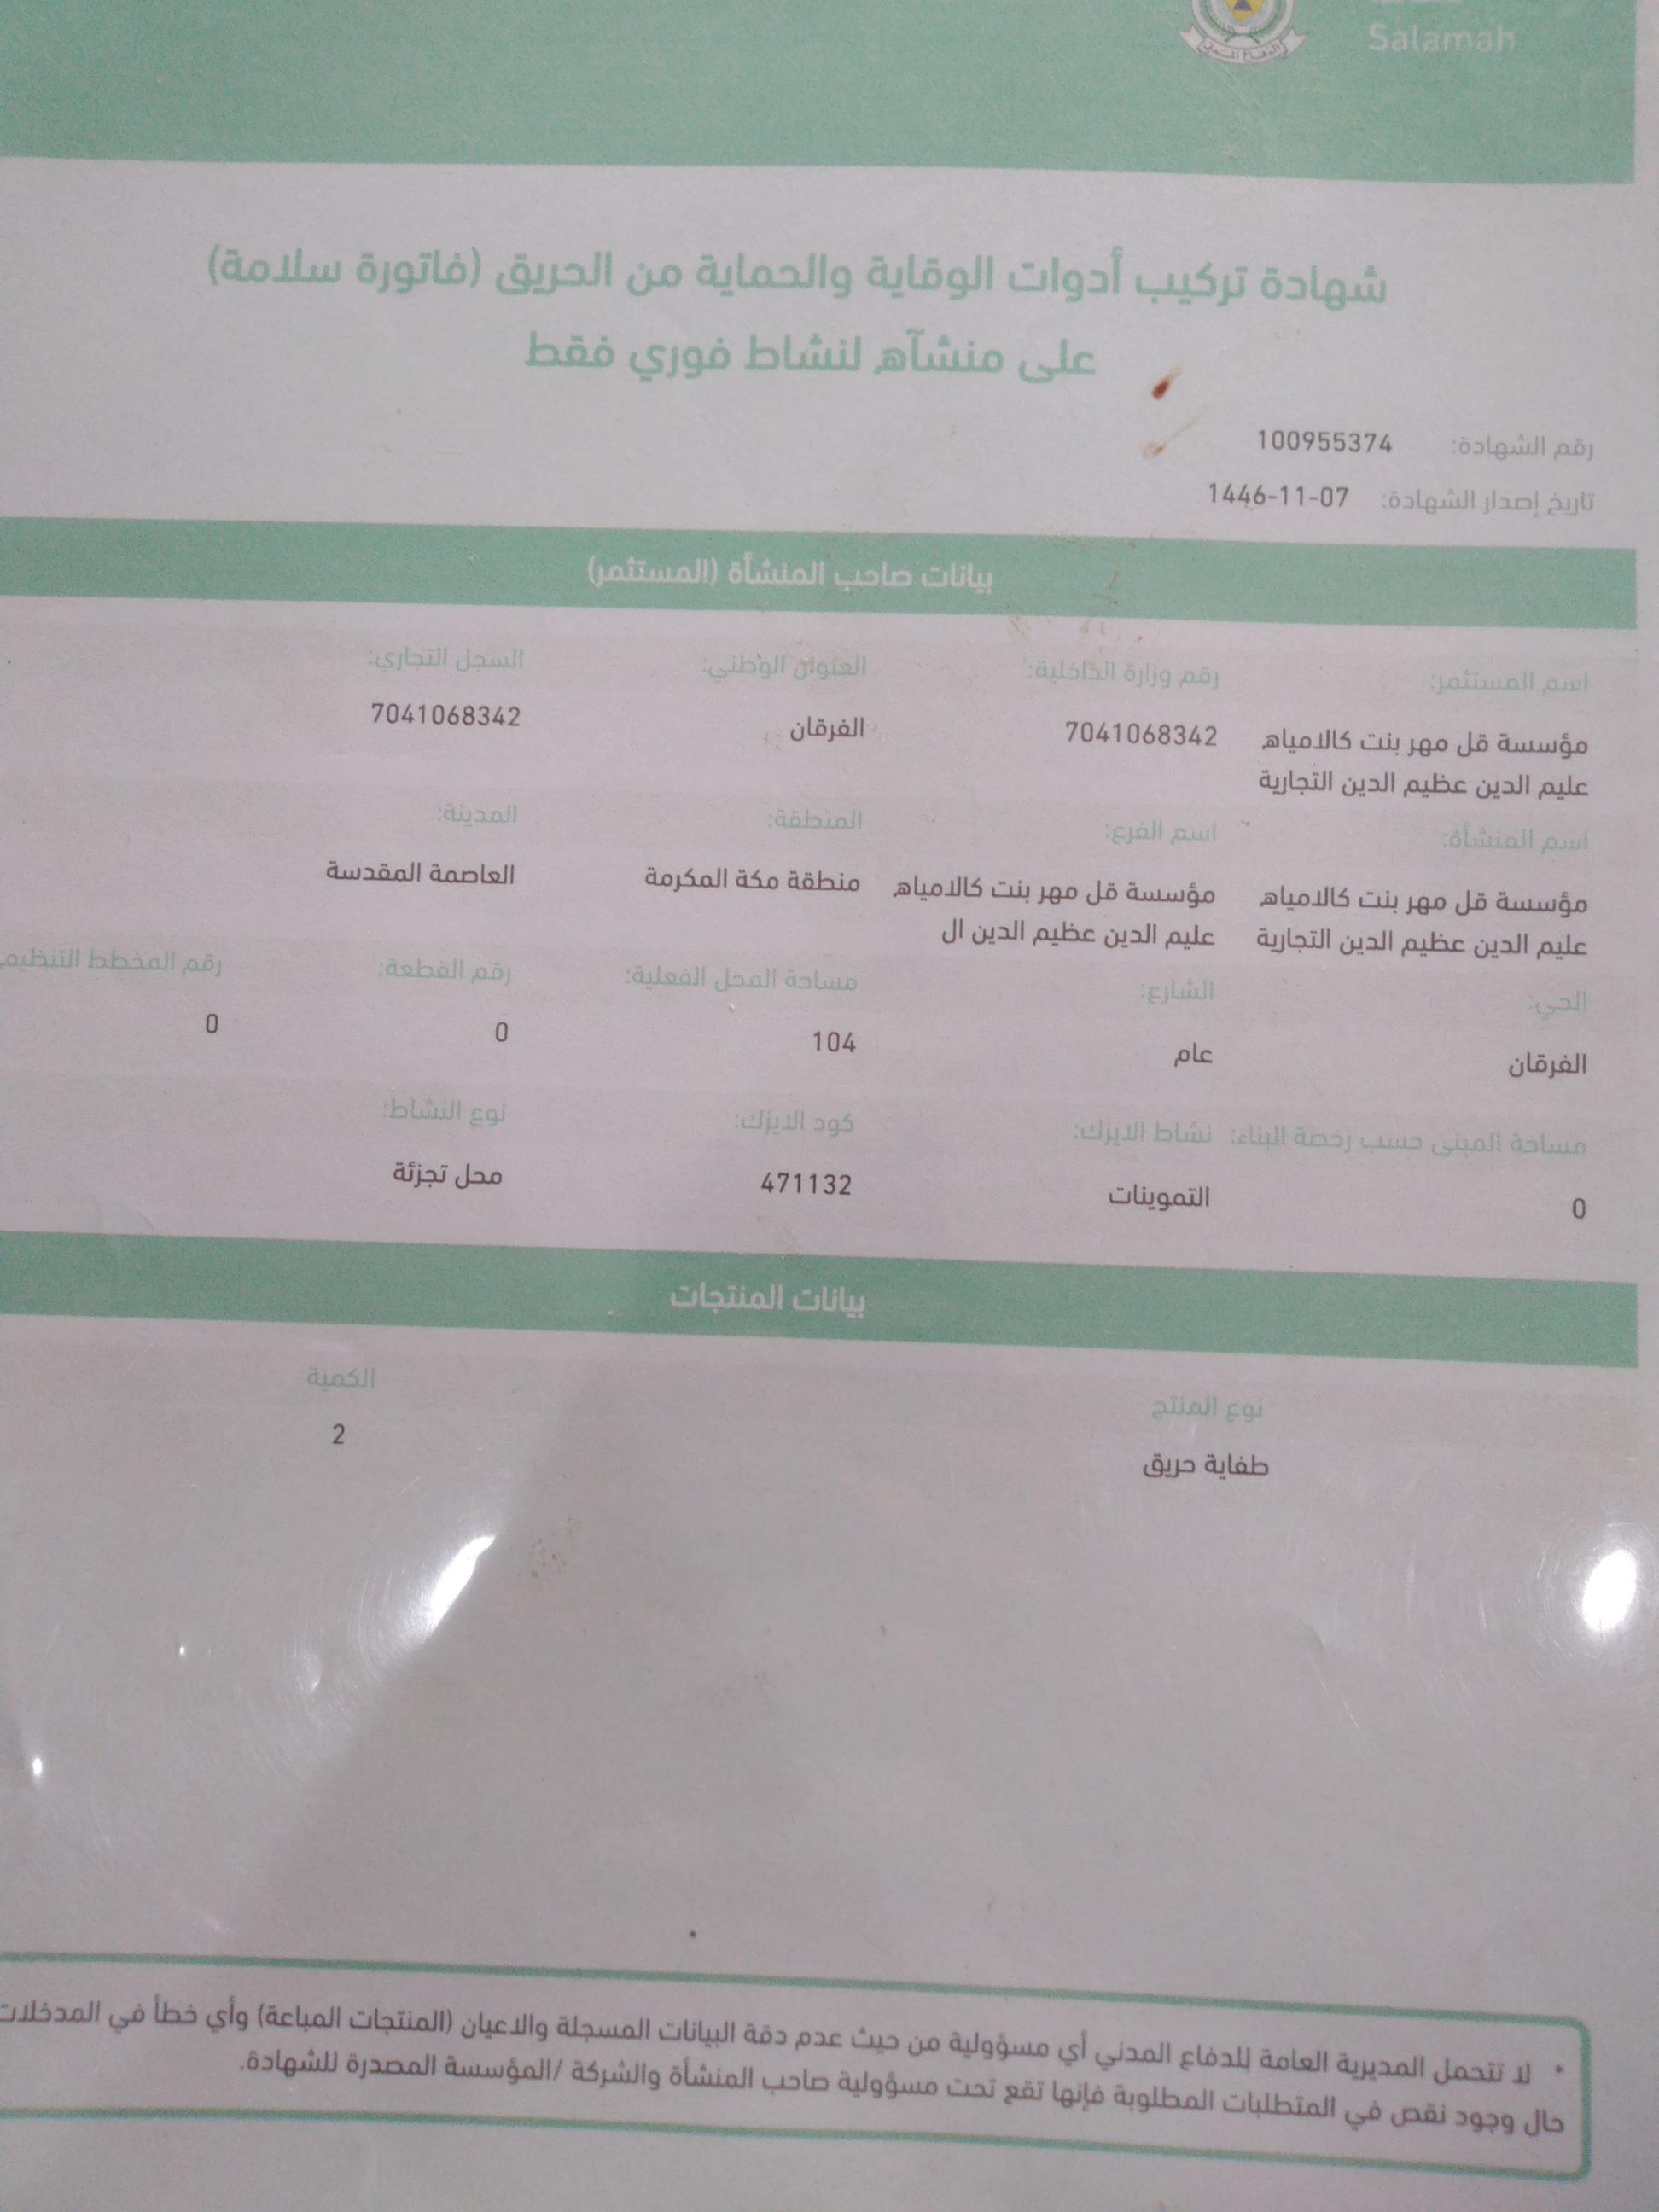 Salamah
الدفاع المدني
شهادة تركيب أدوات الوقاية والحماية من الحريق (فاتورة سلامة)
على منشآه لنشاط فوري فقط
رقم الشهادة: 100955374
تاريخ إصدار الشهادة: 1446-11-07
بيانات صاحب المنشأة (المستثمر)
اسم المستثمر: رقم وزارة الداخلية: العنوان الوطني: السجل التجاري:
مؤسسة قل مهر بنت كالامياه 7041068342 الفرقان 7041068342
عليم الدين عظيم الدين التجارية
اسم المنشأة: اسم الفرع: المنطقة: المدينة:
مؤسسة قل مهر بنت كالامياه مؤسسة قل مهر بنت كالامياه منطقة مكة المكرمة العاصمة المقدسة
عليم الدين عظيم الدين التجارية عليم الدين عظيم الدين ال
الحي: الشارع: مساحة المحل الفعلية: رقم القطعة: رقم المخطط
الفرقان عام 104 0 0
مساحة المبنى حسب رخصة البناء: نشاط الايزك: كود الايزك: نوع النشاط:
0 التموينات 471132 محل تجزئة
بيانات المنتجات
نوع المنتج الكمية
طفاية حريق 2
* لا تتحمل المديرية العامة للدفاع المدني أي مسؤولية من حيث عدم دقة البيانات المسجلة والاعيان (المنتجات المباعة) وأي خطأ في المدخلات
حال وجود نقص في المتطلبات المطلوبة فإنها تقع تحت مسؤولية صاحب المنشأة والشركة /المؤسسة المصدرة للشهادة.